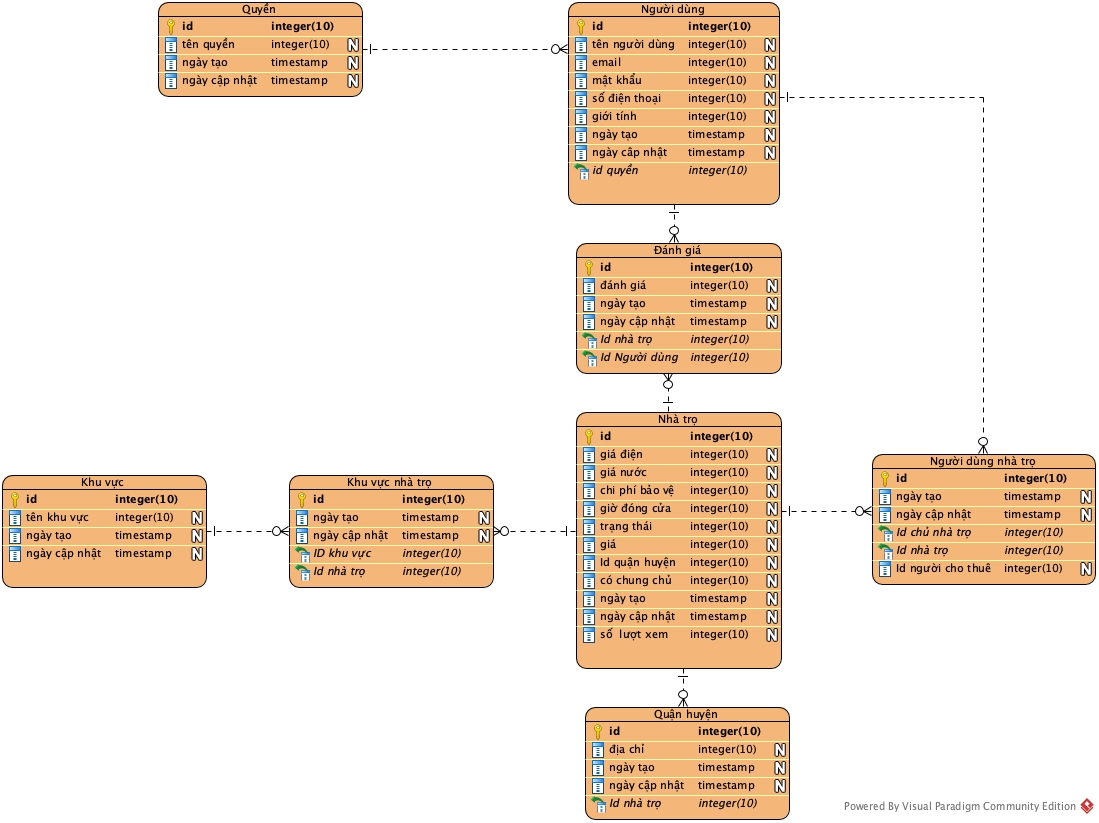 Quyền
id integer(10)
tên quyền integer(10) N
ngày tạo timestamp N
ngày cập nhật timestamp N
Người dùng
id integer(10)
tên người dùng integer(10) N
email integer(10) N
mật khẩu integer(10) N
số điện thoại integer(10) N
giới tính integer(10) N
ngày tạo timestamp N
ngày câp nhật timestamp N
id quyền integer(10)
Đánh giá
id integer(10)
đánh giá integer(10) N
ngày tạo timestamp N
ngày cập nhật timestamp N
Id nhà trọ integer(10)
Id Người dùng integer(10)
Nhà trọ
id integer(10)
giá điện integer(10) N
giá nước integer(10) N
chi phí bảo vệ integer(10) N
giờ đóng cửa integer(10) N
trạng thái integer(10) N
giá integer(10) N
Id quận huyện integer(10) N
có chung chủ integer(10) N
ngày tạo timestamp N
ngày cập nhật timestamp N
số lượt xem integer(10) N
Khu vực
id integer(10)
tên khu vực integer(10) N
ngày tạo timestamp N
ngày cập nhật timestamp N
Khu vực nhà trọ
id integer(10)
ngày tạo timestamp N
ngày cập nhật timestamp N
ID khu vực integer(10)
Id nhà trọ integer(10)
Người dùng nhà trọ
id integer(10)
ngày tạo timestamp N
ngày cập nhật timestamp N
Id chủ nhà trọ integer(10)
Id nhà trọ integer(10)
Id người cho thuê integer(10) N
Quận huyện
id integer(10)
địa chỉ integer(10) N
ngày tạo timestamp N
ngày cập nhật timestamp N
Id nhà trọ integer(10)
Powered By Visual Paradigm Community Edition